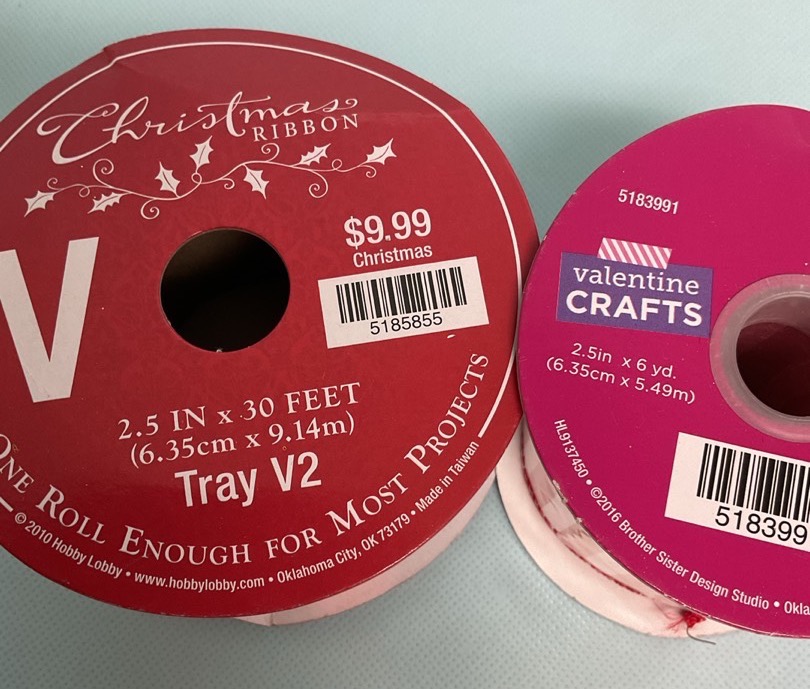 Christmas
RIBBON
V
$9.99
Christmas
5185855
2.5 IN x 30 FEET
(6.35cm x 9.14m)
Tray V2
ONE ROLL ENOUGH FOR MOST PROJECTS
© 2010 Hobby Lobby • www.hobbylobby.com • Oklahoma City, OK 73179 • Made in Taiwan
5183991
valentine
CRAFTS
2.5in x 6 yd.
(6.35cm x 5.49m)
518399
HL9137450 • ©2016 Brother Sister Design Studio • Okla